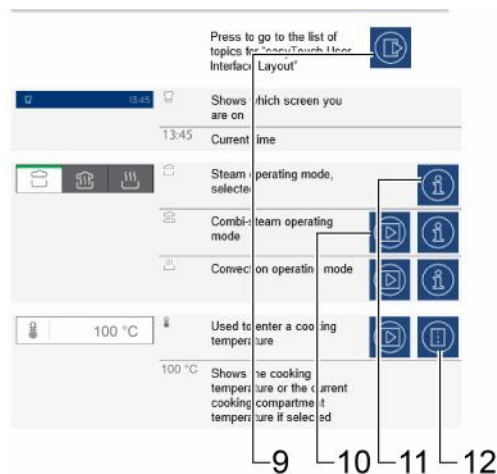 Press to go to the list of
topics for "easyTouch User
Interface Layout"
13:45
Shows which screen you
are on
13:45
Current time
Steam operating mode,
selected
Combi-steam operating
mode
Convection operating mode
100 °C
Used to enter a cooking
temperature
100 °C
Shows the cooking
temperature or the current
cooking compartment
temperature if selected
9
10
11
12